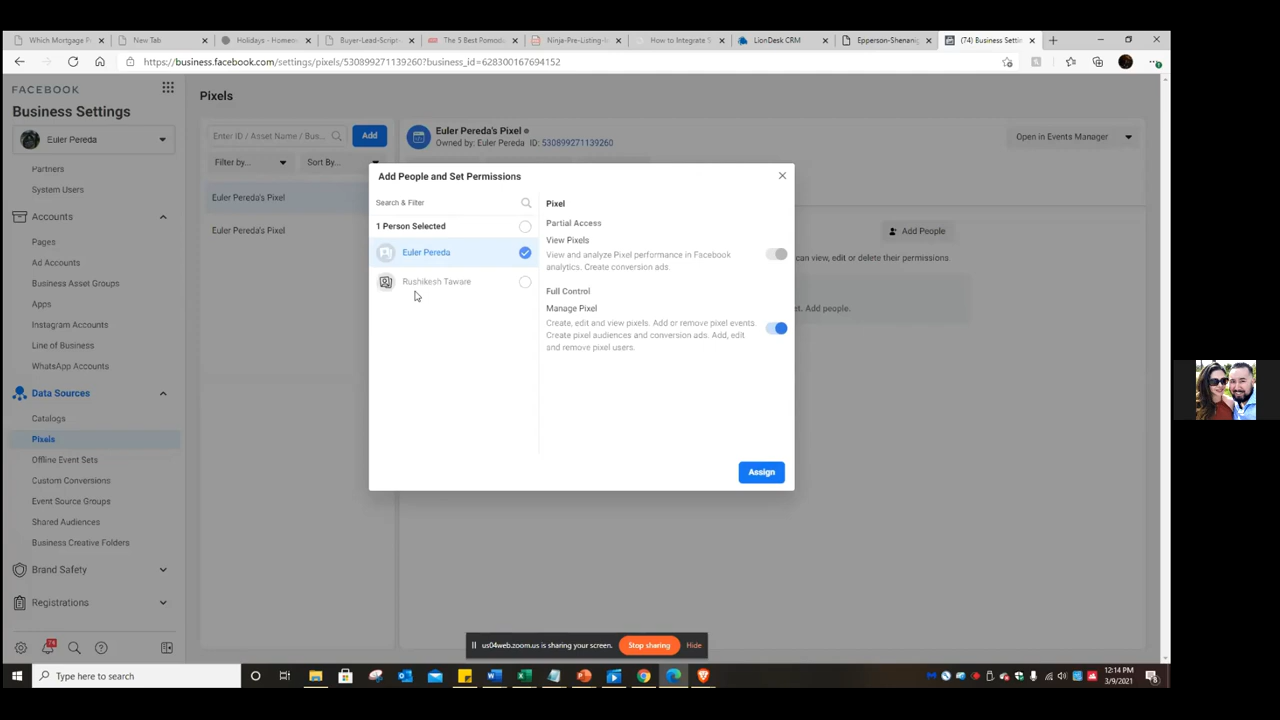 Which Mortgage P
New Tab
Holidays - Homes
Buyer-Lead-Script-
The 5 Best Pomod
Ninja-Pre-Listing-
How to Integrate S
LionDesk CRM
Epperson-Shenanig
(74) Business Settin
https://business.facebook.com/settings/pixels/530899271139260?business_id=628300167694152
FACEBOOK
Business Settings
Euler Pereda
Partners
System Users
Accounts
Pages
Ad Accounts
Business Asset Groups
Apps
Instagram Accounts
Line of Business
WhatsApp Accounts
Data Sources
Catalogs
Pixels
Offline Event Sets
Custom Conversions
Event Source Groups
Shared Audiences
Business Creative Folders
Brand Safety
Registrations
74
Pixels
Enter ID / Asset Name / Bus...
Add
Filter by...
Sort By...
Euler Pereda's Pixel
Euler Pereda's Pixel
Euler Pereda's Pixel
Owned by: Euler Pereda ID: 530899271139260
Open in Events Manager
Add People
can view, edit or delete their permissions.
Add people.
Add People and Set Permissions
Search & Filter
1 Person Selected
Euler Pereda
Rushikesh Taware
Pixel
Partial Access
View Pixels
View and analyze Pixel performance in Facebook
analytics. Create conversion ads.
Full Control
Manage Pixel
Create, edit and view pixels. Add or remove pixel events.
Create pixel audiences and conversion ads. Add, edit
and remove pixel users.
Assign
us04web.zoom.us is sharing your screen.
Stop sharing
Hide
Type here to search
12:14 PM
3/9/2021